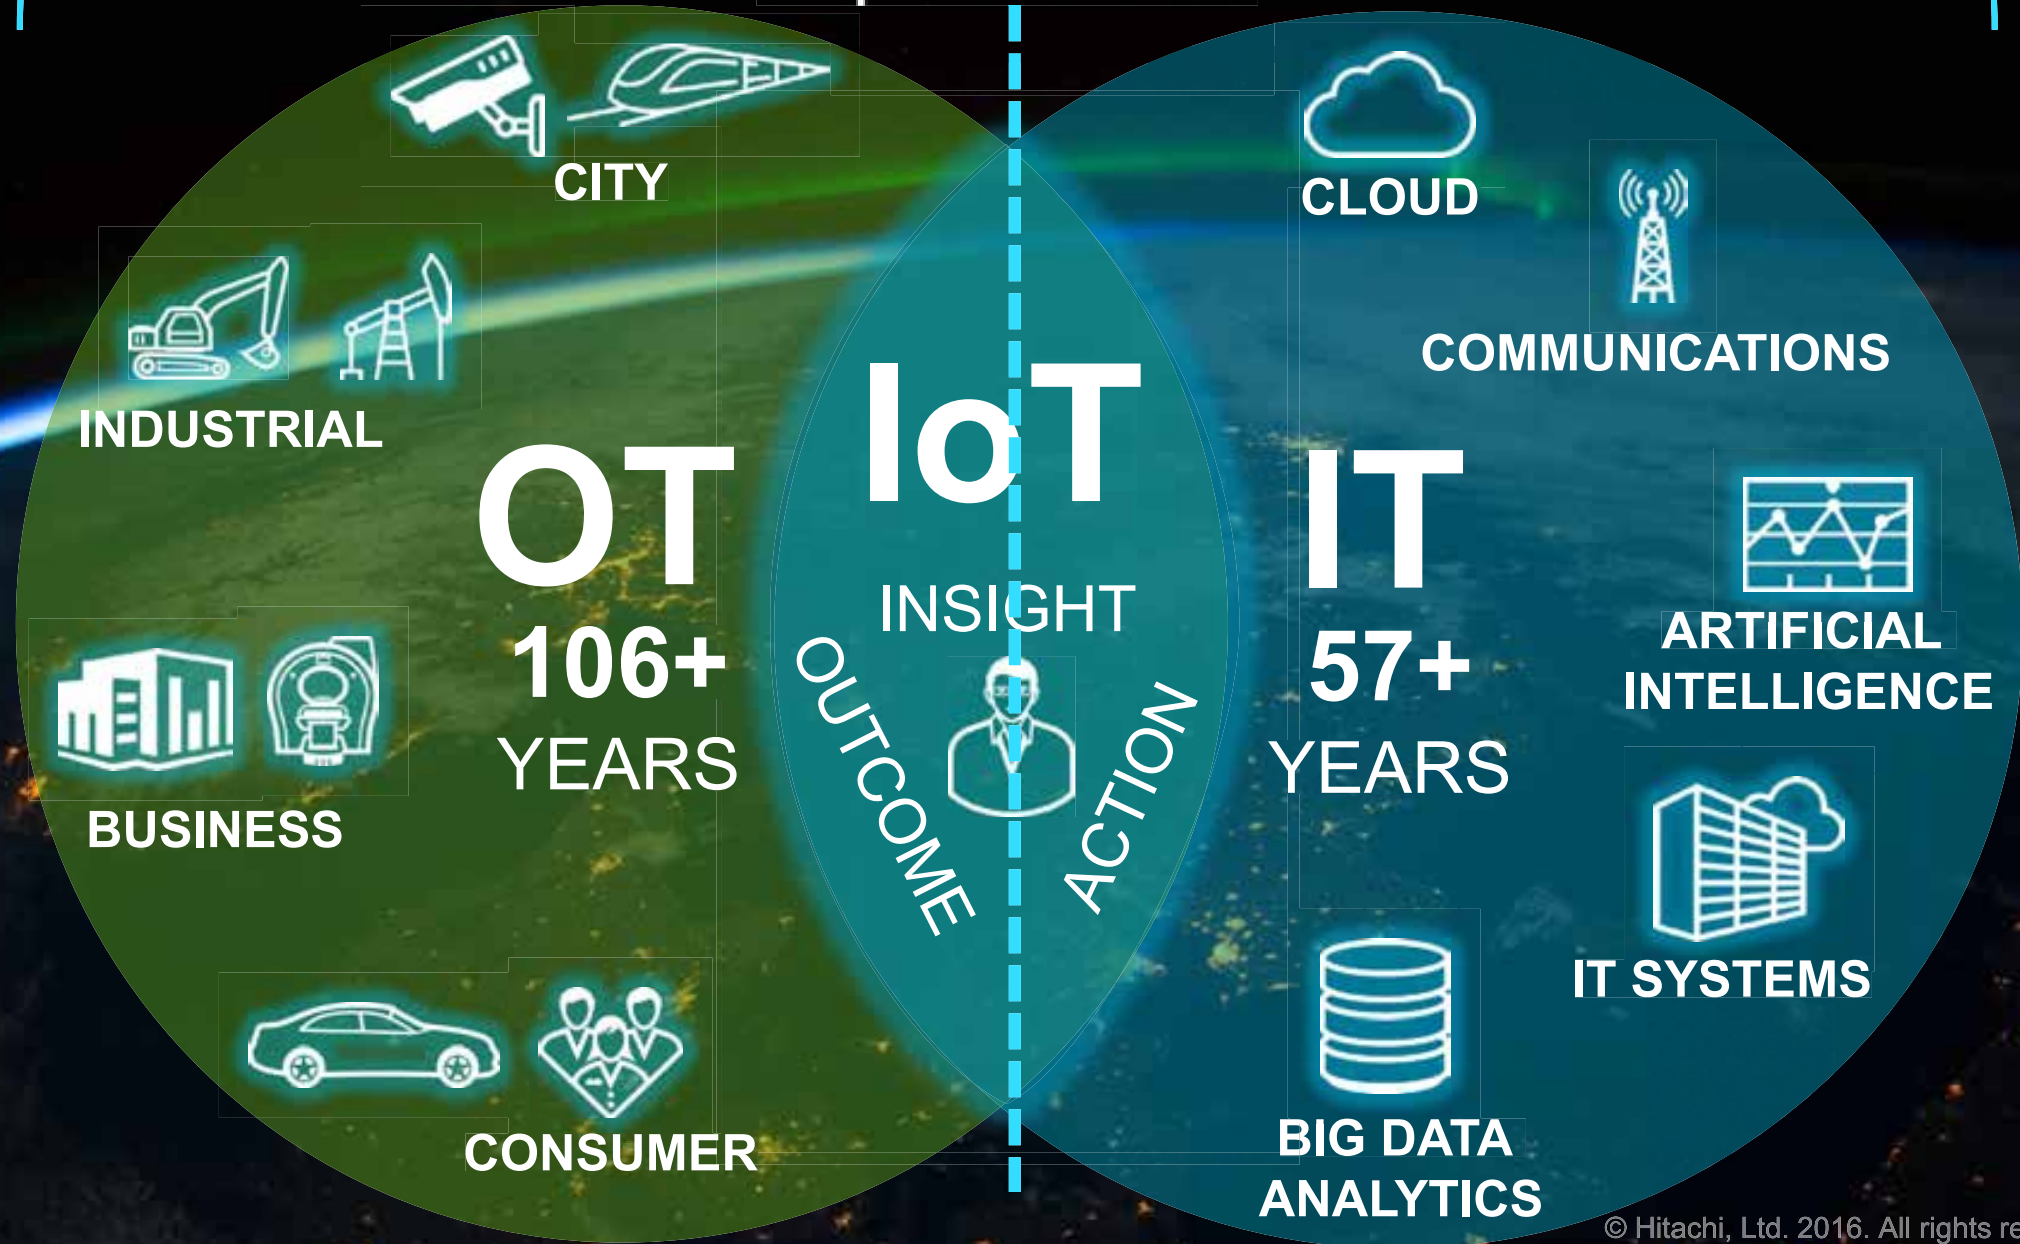 CITY
INDUSTRIAL
OT
106+
YEARS
BUSINESS
CONSUMER
IoT
INSIGHT
OUTCOME
ACTION
CLOUD
COMMUNICATIONS
IT
57+
YEARS
ARTIFICIAL
INTELLIGENCE
IT SYSTEMS
BIG DATA
ANALYTICS
© Hitachi, Ltd. 2016. All rights re